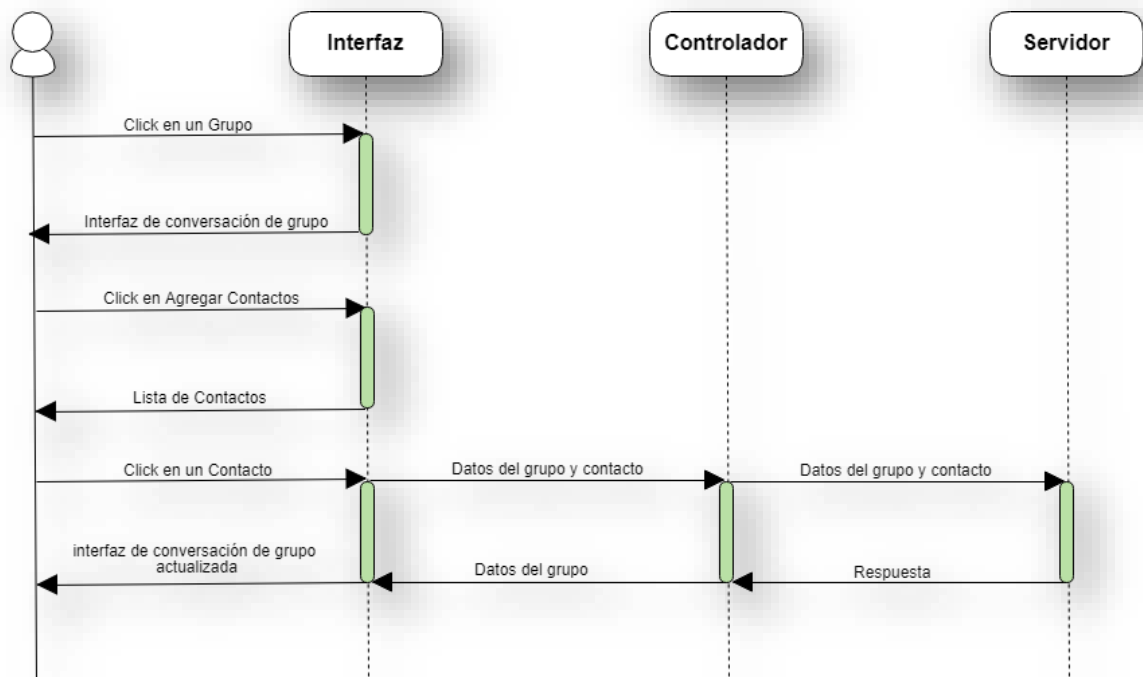 Interfaz
Controlador
Servidor
Click en un Grupo
Interfaz de conversación de grupo
Click en Agregar Contactos
Lista de Contactos
Click en un Contacto
Datos del grupo y contacto
Datos del grupo y contacto
interfaz de conversación de grupo
actualizada
Datos del grupo
Respuesta